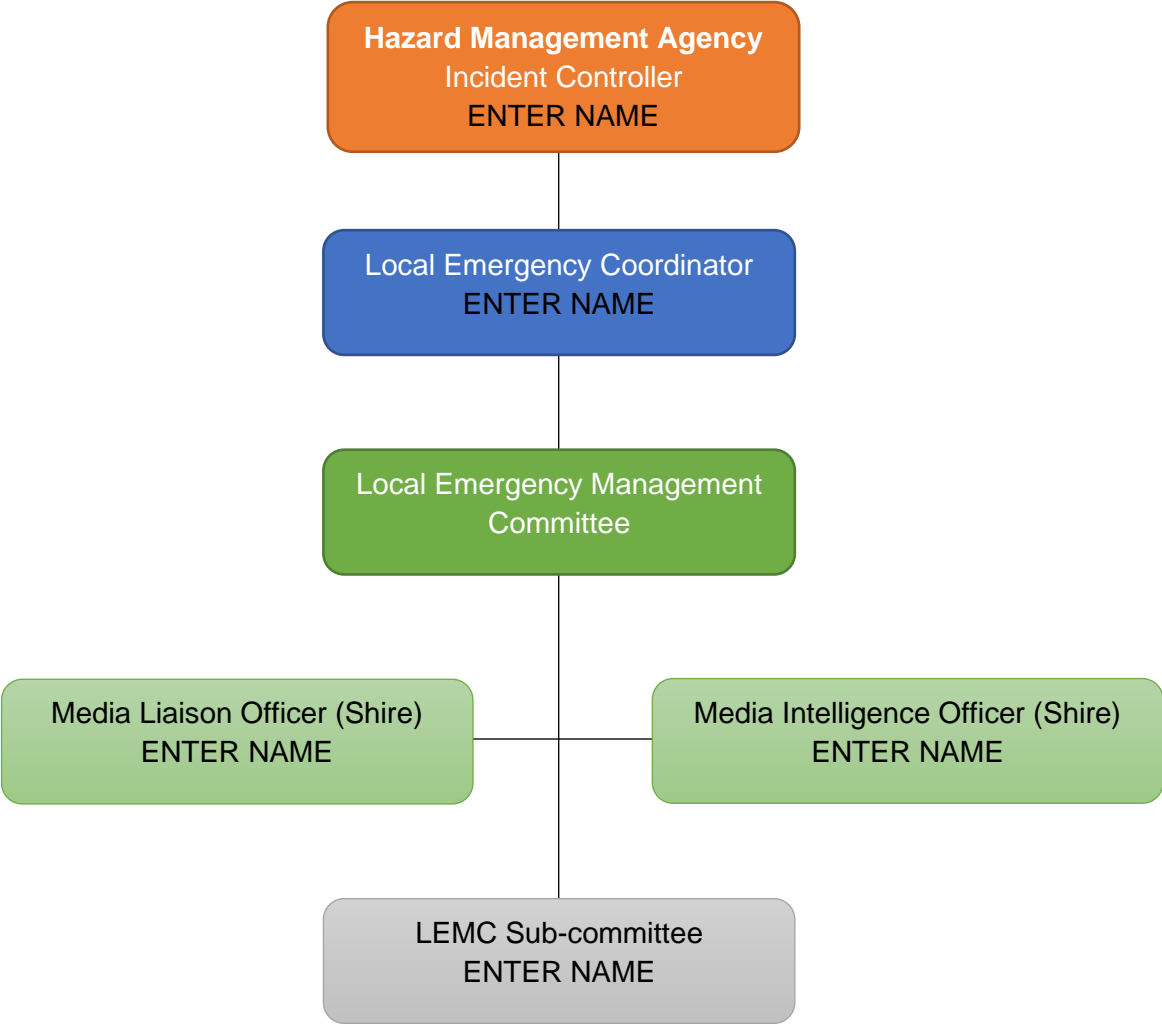 Hazard Management Agency
Incident Controller
ENTER NAME
Local Emergency Coordinator
ENTER NAME
Local Emergency Management
Committee
Media Liaison Officer (Shire)
ENTER NAME
Media Intelligence Officer (Shire)
ENTER NAME
LEMC Sub-committee
ENTER NAME